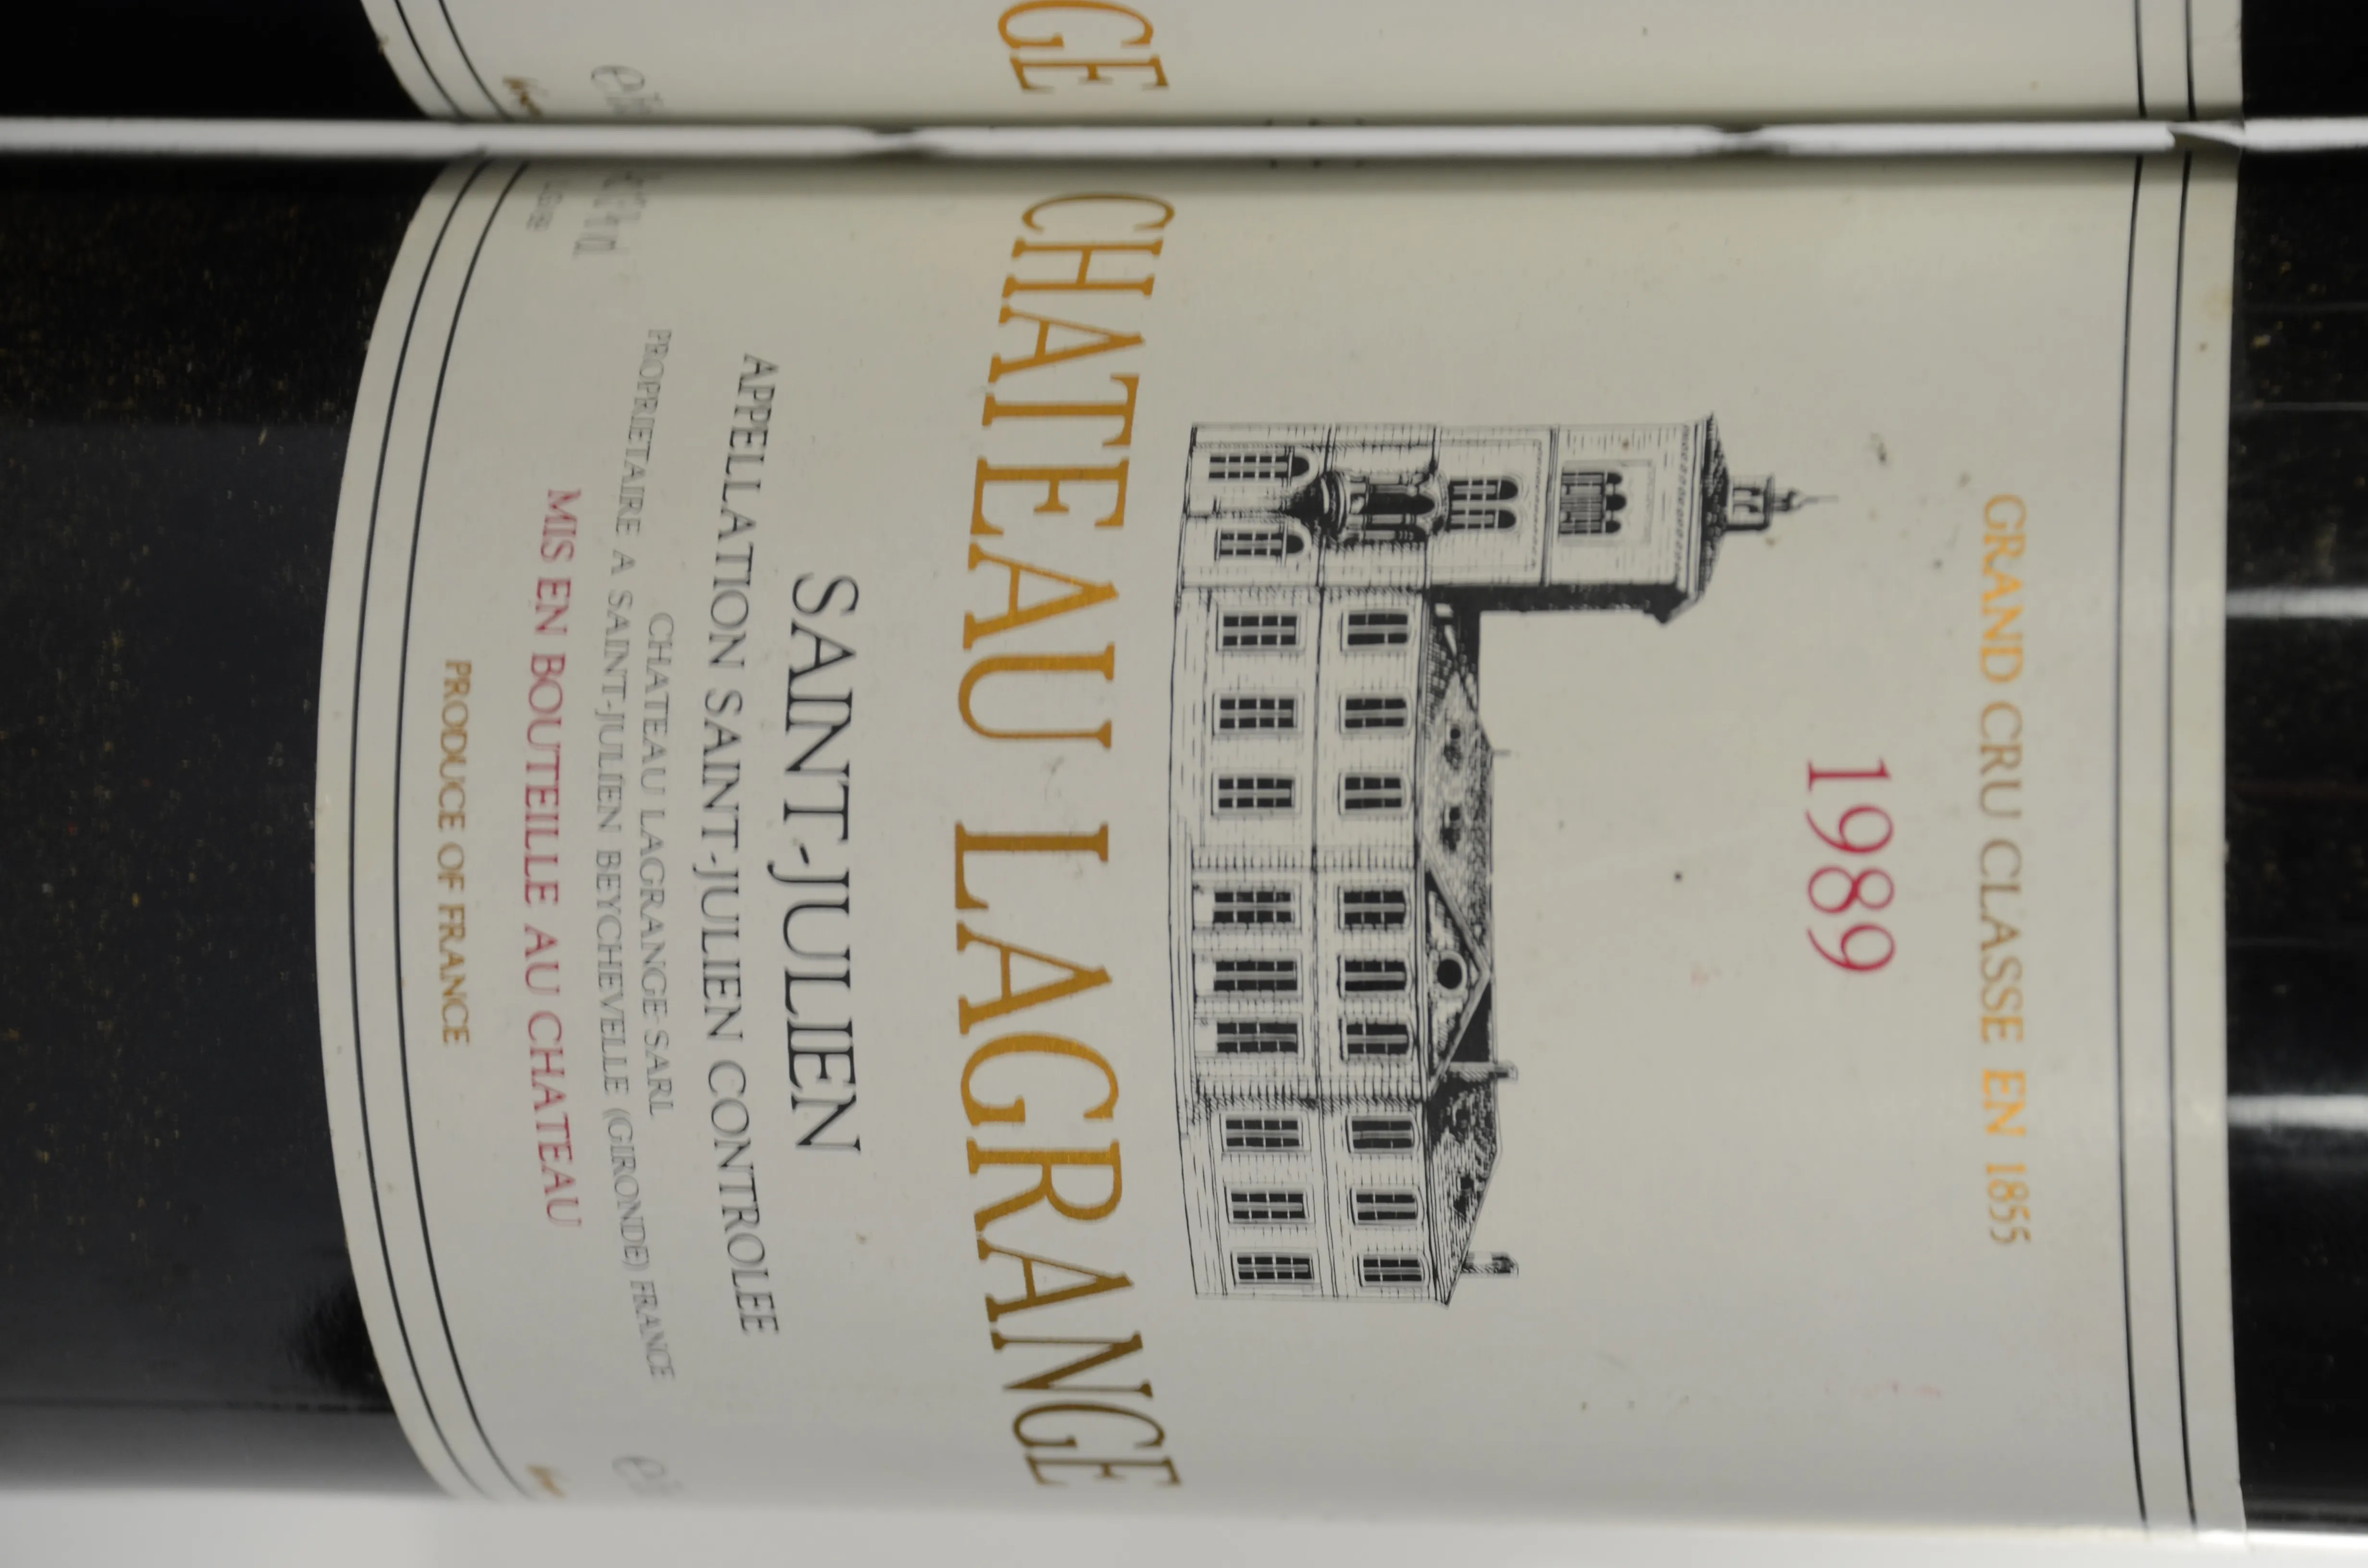 GRAND CRU CLASSE EN 1855
1989
CHATEAU LAGRANGE
SAINT-JULIEN
APPELLATION SAINT-JULIEN CONTROLEE
CHATEAU LAGRANGE SARL
PROPRIETAIRE A SAINT-JULIEN BEYCHEVELLE (GIRONDE) FRANCE
MIS EN BOUTEILLE AU CHATEAU
PRODUCE OF FRANCE
GE